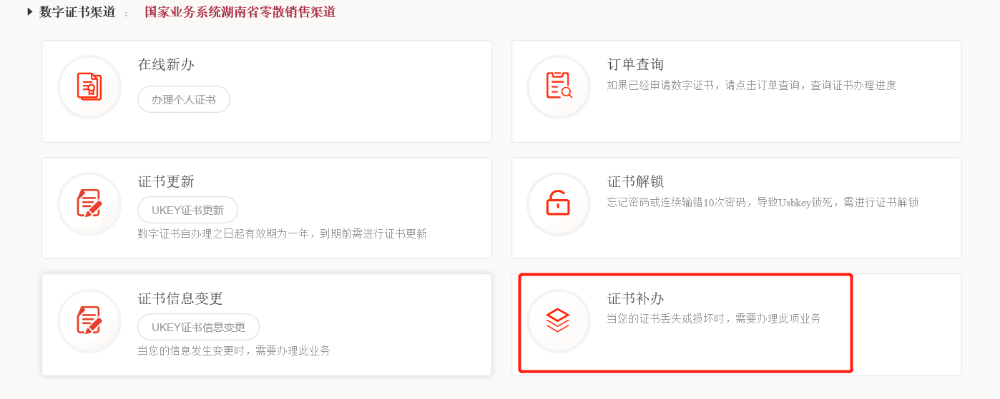 数字证书渠道 ： 国家业务系统湖南省零散销售渠道
在线新办
办理个人证书
订单查询
如果已经申请数字证书，请点击订单查询，查询证书办理进度
证书更新
UKEY证书更新
数字证书自办理之日起有效期为一年，到期前需进行证书更新
证书解锁
忘记密码或连续输错10次密码，导致Usbkey锁死，需进行证书解锁
证书信息变更
UKEY证书信息变更
当您的信息发生变更时，需要办理此业务
证书补办
当您的证书丢失或损坏时，需要办理此项业务